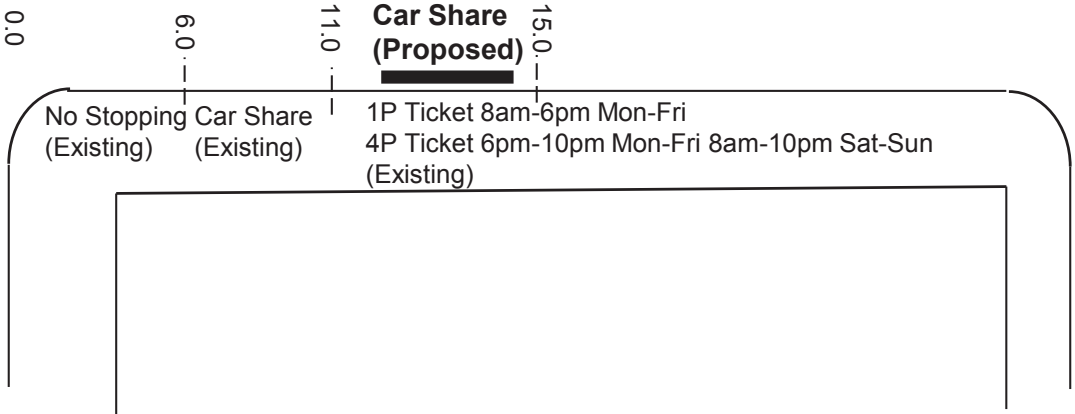 0.0
6.0
11.0
Car Share
(Proposed)
15.0
No Stopping
(Existing)
Car Share
(Existing)
1P Ticket 8am-6pm Mon-Fri
4P Ticket 6pm-10pm Mon-Fri 8am-10pm Sat-Sun
(Existing)